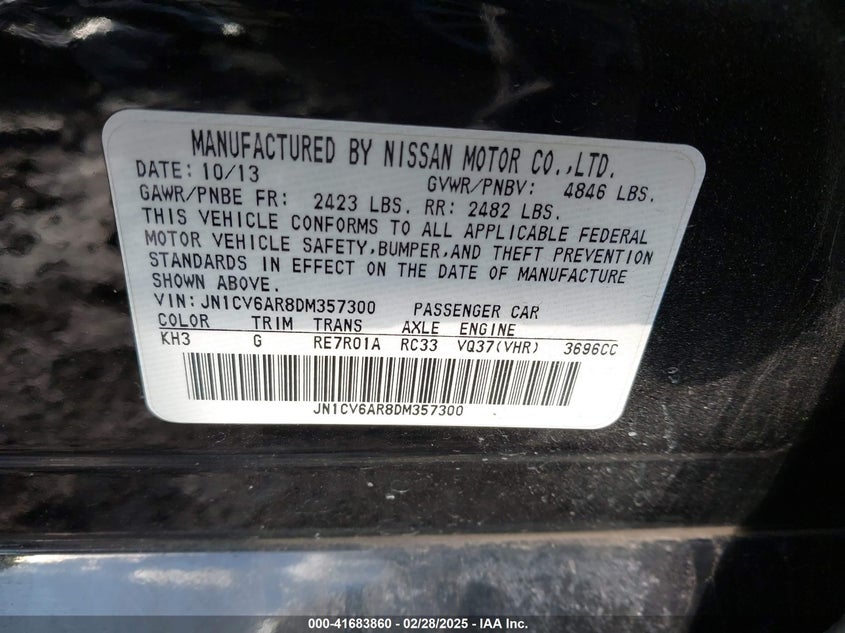 MANUFACTURED BY NISSAN MOTOR CO.,LTD.
DATE: 10/13 GVWR/PNBV: 4846 LBS.
GAWR/PNBE FR: 2423 LBS. RR: 2482 LBS.
THIS VEHICLE CONFORMS TO ALL APPLICABLE FEDERAL
MOTOR VEHICLE SAFETY,BUMPER,AND THEFT PREVENTION
STANDARDS IN EFFECT ON THE DATE OF MANUFACTURE
SHOWN ABOVE.
VIN: JN1CV6AR8DM357300 PASSENGER CAR
COLOR TRIM TRANS AXLE ENGINE
KH3 G RE7R01A RC33 VQ37(VHR) 3696CC
JN1CV6AR8DM357300
000-41683860 - 02/28/2025 - IAA Inc.